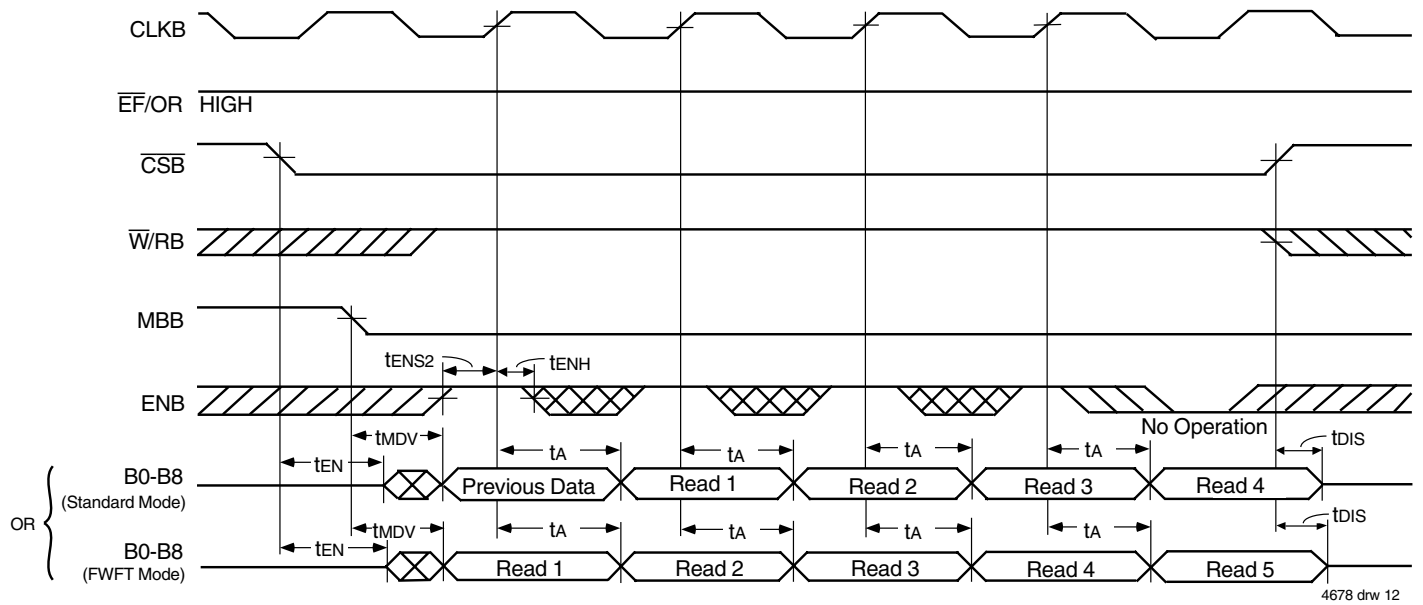 CLKB
E̅F̅/OR HIGH
C̅S̅B̅
W̅/RB
MBB
tENS2 tENH
ENB
No Operation
tMDV
tEN tA tA tA tA tDIS
B0-B8 Previous Data Read 1 Read 2 Read 3 Read 4
(Standard Mode)
OR
tMDV tA tA tA tA tDIS
tEN
B0-B8 Read 1 Read 2 Read 3 Read 4 Read 5
(FWFT Mode)
4678 drw 12